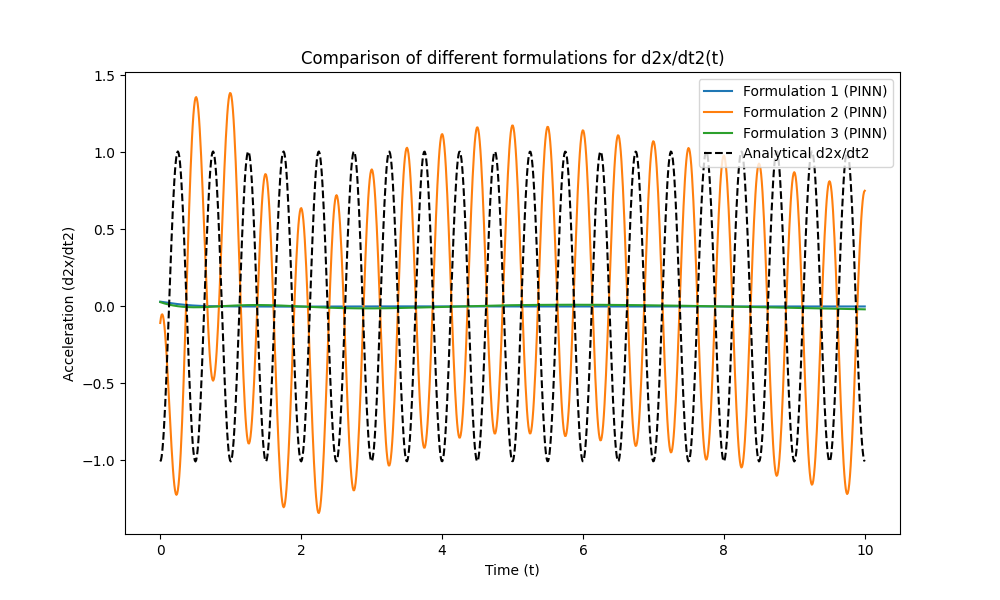 Comparison of different formulations for d2x/dt2(t)
Formulation 1 (PINN)
Formulation 2 (PINN)
Formulation 3 (PINN)
Analytical d2x/dt2
1.5
1.0
0.5
0.0
−0.5
−1.0
Acceleration (d2x/dt2)
0 2 4 6 8 10
Time (t)